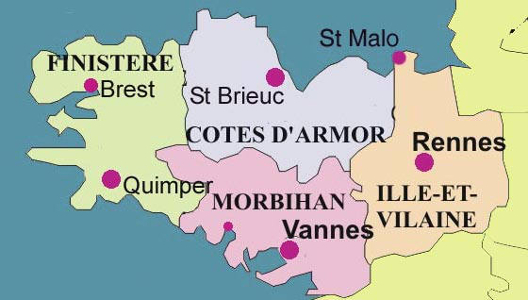 St Malo
FINISTERE
Brest
St Brieuc
COTES D'ARMOR
Rennes
Quimper
MORBIHAN
ILLE-ET-
VILAINE
Vannes